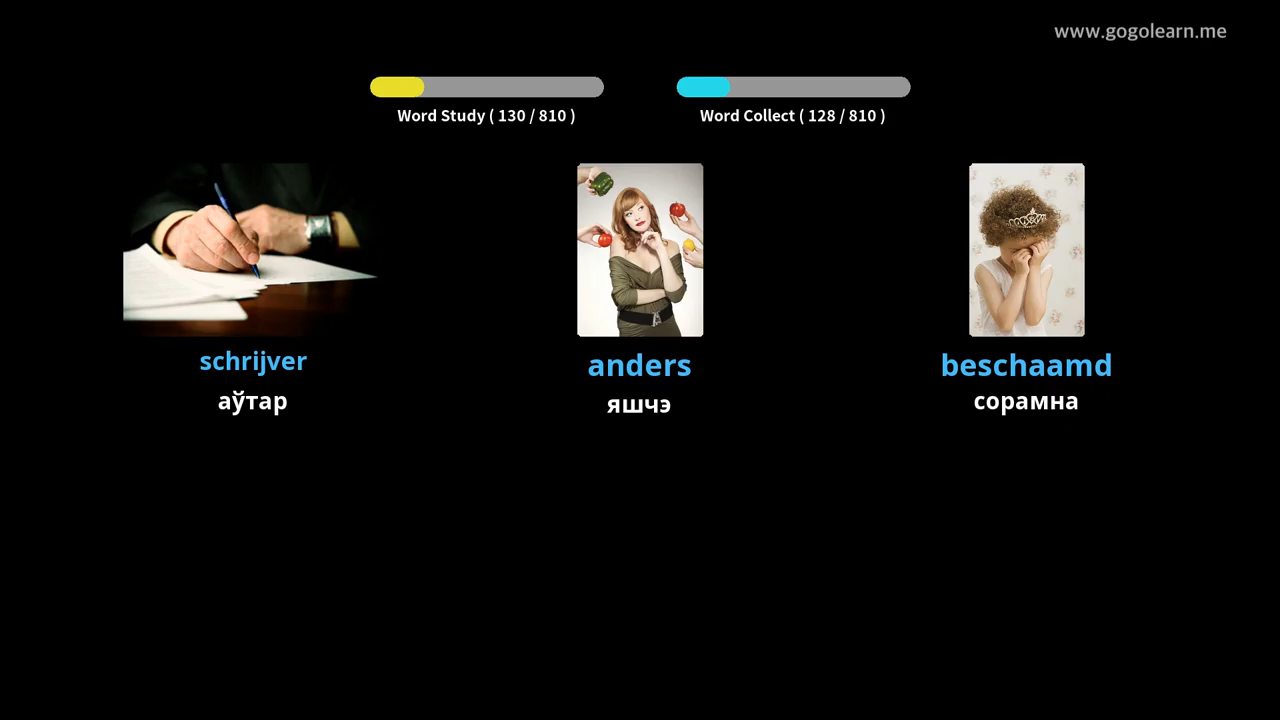 www.gogolearn.me
Word Study ( 130 / 810 )
Word Collect ( 128 / 810 )
schrijver
anders
beschaamd
аўтар
яшчэ
сорамна